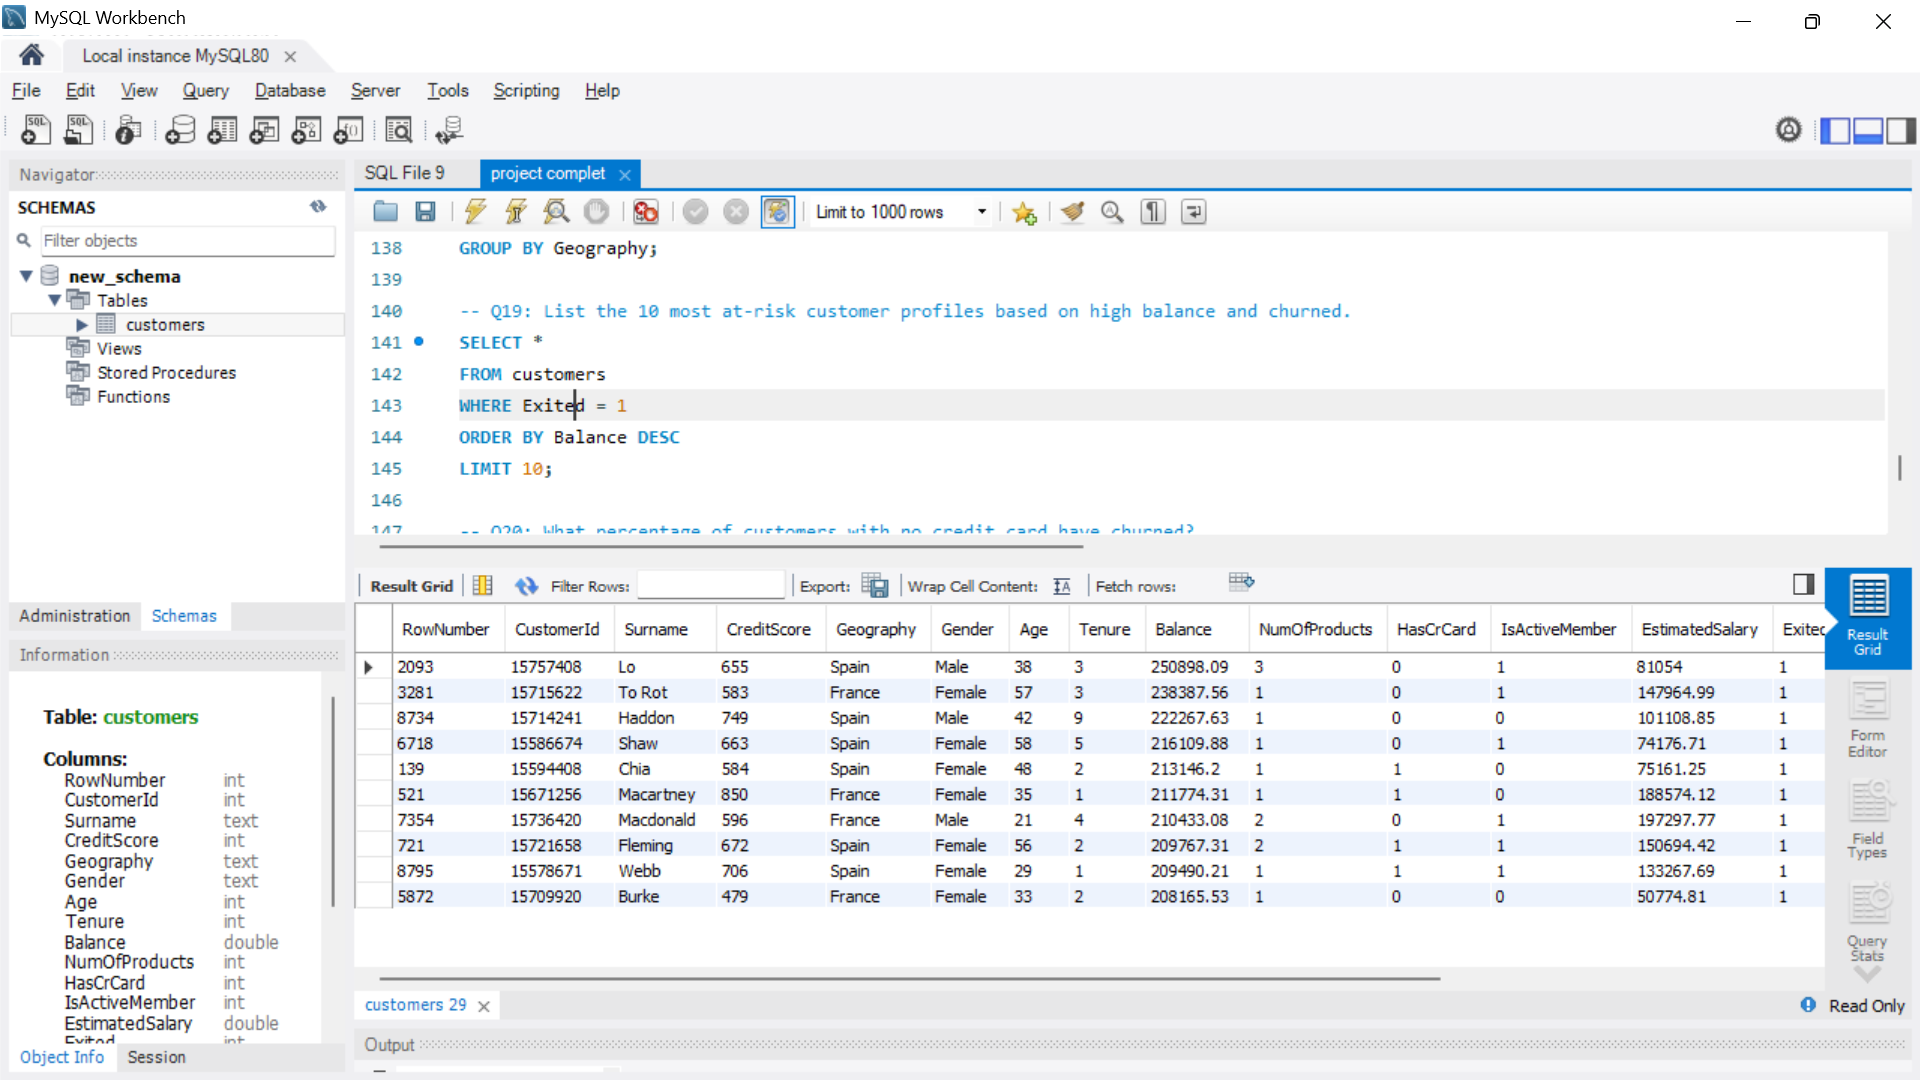 MySQL Workbench
Local instance MySQL80
File Edit View Query Database Server Tools Scripting Help
Navigator
SCHEMAS
Filter objects
new_schema
Tables
customers
Views
Stored Procedures
Functions
Administration Schemas
Information
Table: customers
Columns:
RowNumber int
CustomerId int
Surname text
CreditScore int
Geography text
Gender text
Age int
Tenure int
Balance double
NumOfProducts int
HasCrCard int
IsActiveMember int
EstimatedSalary double
Exited int
Object Info Session
SQL File 9 project complet
Limit to 1000 rows
138 GROUP BY Geography;
139
140 -- Q19: List the 10 most at-risk customer profiles based on high balance and churned.
141 SELECT *
142 FROM customers
143 WHERE Exited = 1
144 ORDER BY Balance DESC
145 LIMIT 10;
146
147 -- Q20: What percentage of customers with no credit card have churned?
Result Grid Filter Rows: Export: Wrap Cell Content: Fetch rows:
RowNumber CustomerId Surname CreditScore Geography Gender Age Tenure Balance NumOfProducts HasCrCard IsActiveMember EstimatedSalary Exited
2093 15757408 Lo 655 Spain Male 38 3 250898.09 3 0 1 81054 1
3281 15715622 To Rot 583 France Female 57 3 238387.56 1 0 1 147964.99 1
8734 15714241 Haddon 749 Spain Male 42 9 222267.63 1 0 0 101108.85 1
6718 15586674 Shaw 663 Spain Female 58 5 216109.88 1 0 1 74176.71 1
139 15594408 Chia 584 Spain Female 48 2 213146.2 1 1 0 75161.25 1
521 15671256 Macartney 850 France Female 35 1 211774.31 1 1 0 188574.12 1
7354 15736420 Macdonald 596 France Male 21 4 210433.08 2 0 1 197297.77 1
721 15721658 Fleming 672 Spain Female 56 2 209767.31 2 1 1 150694.42 1
8795 15578671 Webb 706 Spain Female 29 1 209490.21 1 1 1 133267.69 1
5872 15709920 Burke 479 France Female 33 2 208165.53 1 0 0 50774.81 1
Result
Grid
Form
Editor
Field
Types
Query
Stats
customers 29
Read Only
Output